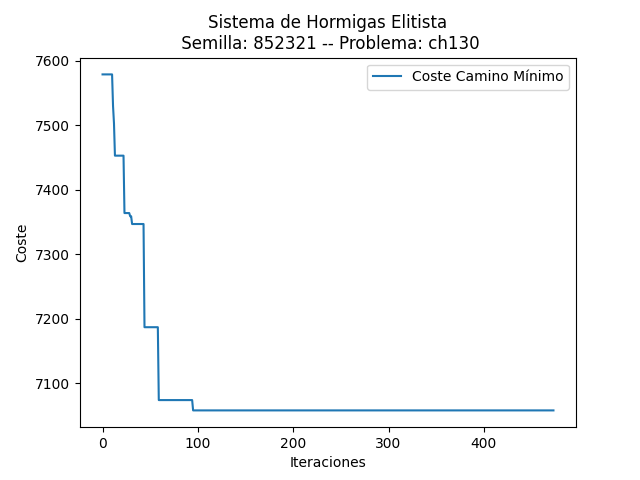 Sistema de Hormigas Elitista
Semilla: 852321 -- Problema: ch130
Coste Camino Mínimo
7600
7500
7400
7300
7200
7100
Coste
0 100 200 300 400
Iteraciones